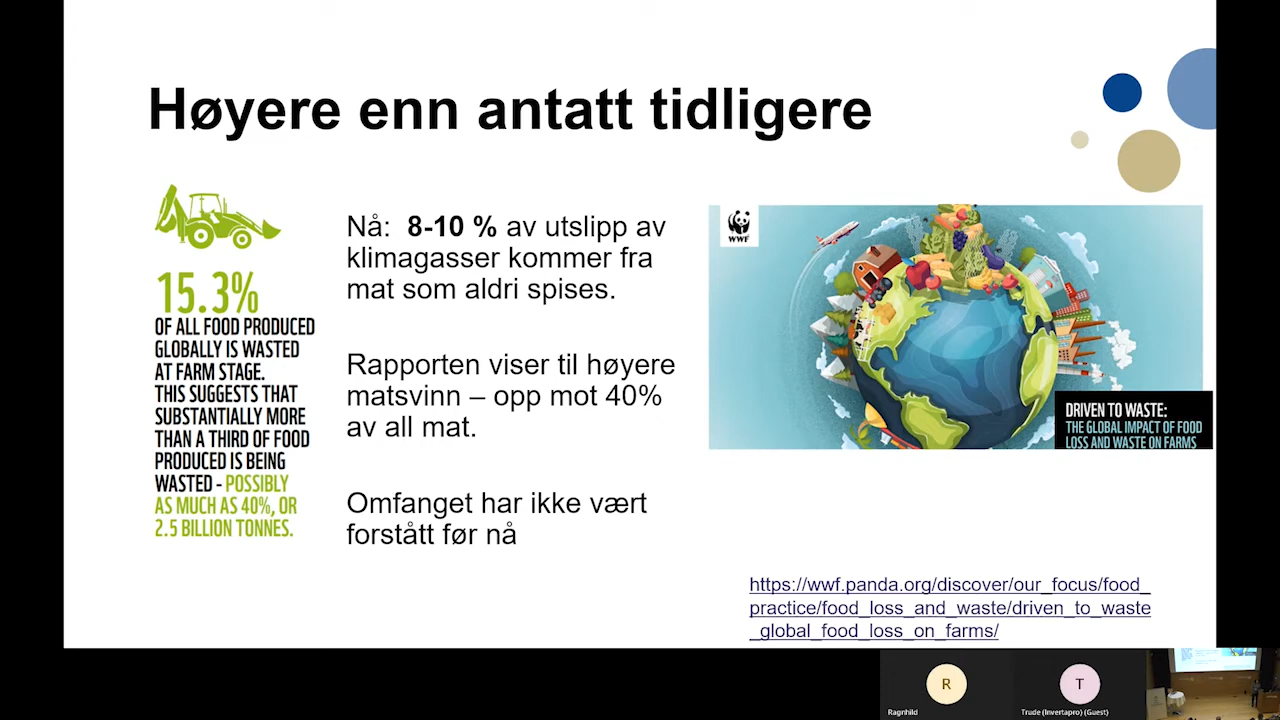 Høyere enn antatt tidligere
15.3%
OF ALL FOOD PRODUCED
GLOBALLY IS WASTED
AT FARM STAGE.
THIS SUGGESTS THAT
SUBSTANTIALLY MORE
THAN A THIRD OF FOOD
PRODUCED IS BEING
WASTED - POSSIBLY
AS MUCH AS 40%, OR
2.5 BILLION TONNES.
Nå: 8-10 % av utslipp av
klimagasser kommer fra
mat som aldri spises.
Rapporten viser til høyere
matsvinn – opp mot 40%
av all mat.
Omfanget har ikke vært
forstått før nå
WWF
DRIVEN TO WASTE:
THE GLOBAL IMPACT OF FOOD
LOSS AND WASTE ON FARMS
https://wwf.panda.org/discover/our_focus/food_
practice/food_loss_and_waste/driven_to_waste
_global_food_loss_on_farms/
R
Ragnhild
T
Trude (Invertapro) (Guest)